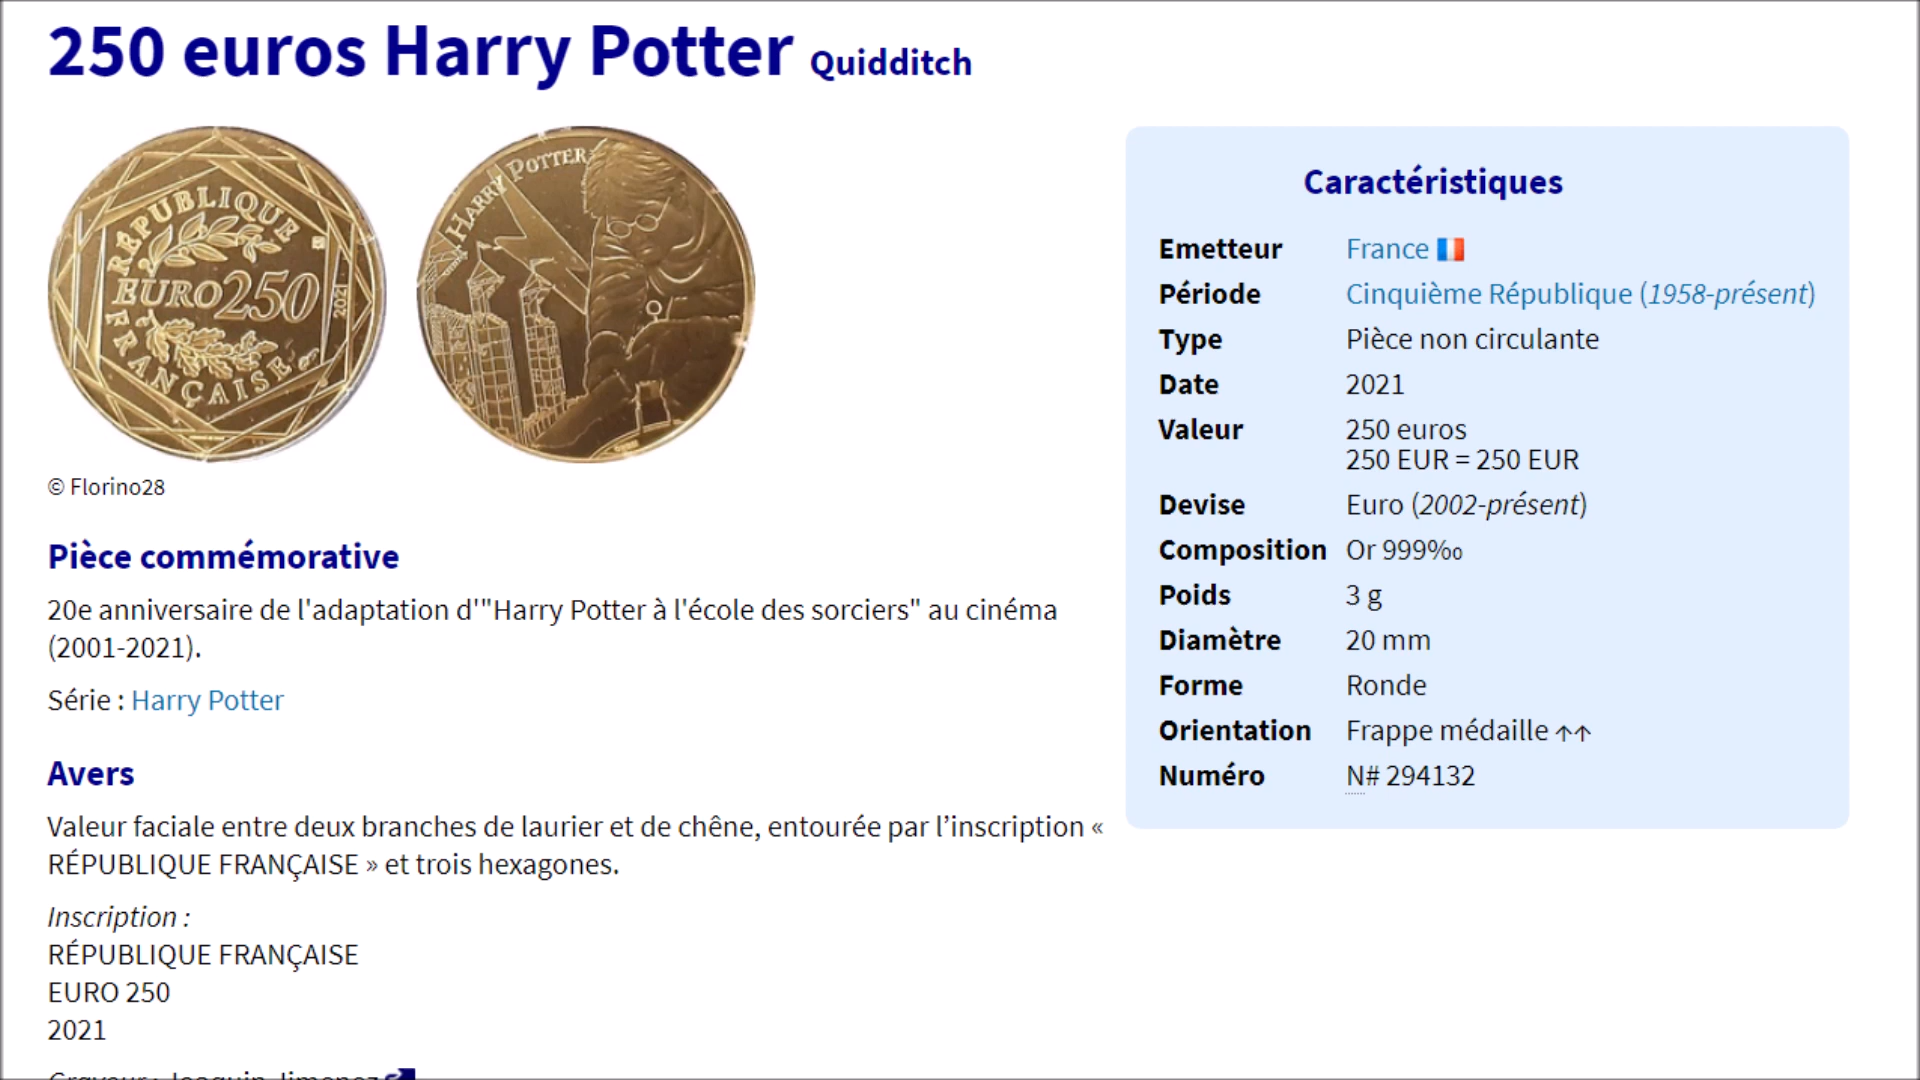 250 euros Harry Potter Quidditch
RÉPUBLIQUE
EURO 250
2021
FRANÇAISE
HARRY POTTER
© Florino28
Pièce commémorative
20e anniversaire de l'adaptation d'"Harry Potter à l'école des sorciers" au cinéma
(2001-2021).
Série : Harry Potter
Avers
Valeur faciale entre deux branches de laurier et de chêne, entourée par l’inscription «
RÉPUBLIQUE FRANÇAISE » et trois hexagones.
Inscription :
RÉPUBLIQUE FRANÇAISE
EURO 250
2021
Graveur : Joaquin Jimenez
Caractéristiques
Emetteur France
Période Cinquième République (1958-présent)
Type Pièce non circulante
Date 2021
Valeur 250 euros
250 EUR = 250 EUR
Devise Euro (2002-présent)
Composition Or 999‰
Poids 3 g
Diamètre 20 mm
Forme Ronde
Orientation Frappe médaille ↑↑
Numéro N# 294132